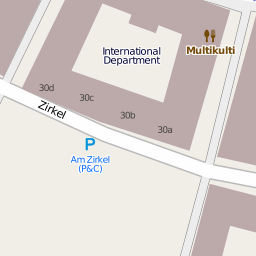 International
Department
Multikulti
30d
30c
30b
30a
Zirkel
P
Am Zirkel
(P&C)